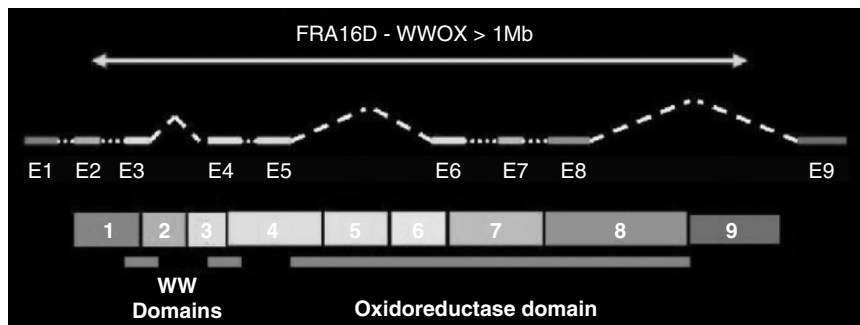 FRA16D - WWOX > 1Mb
E1 E2 E3 E4 E5 E6 E7 E8 E9
1 2 3 4 5 6 7 8 9
WW
Domains
Oxidoreductase domain